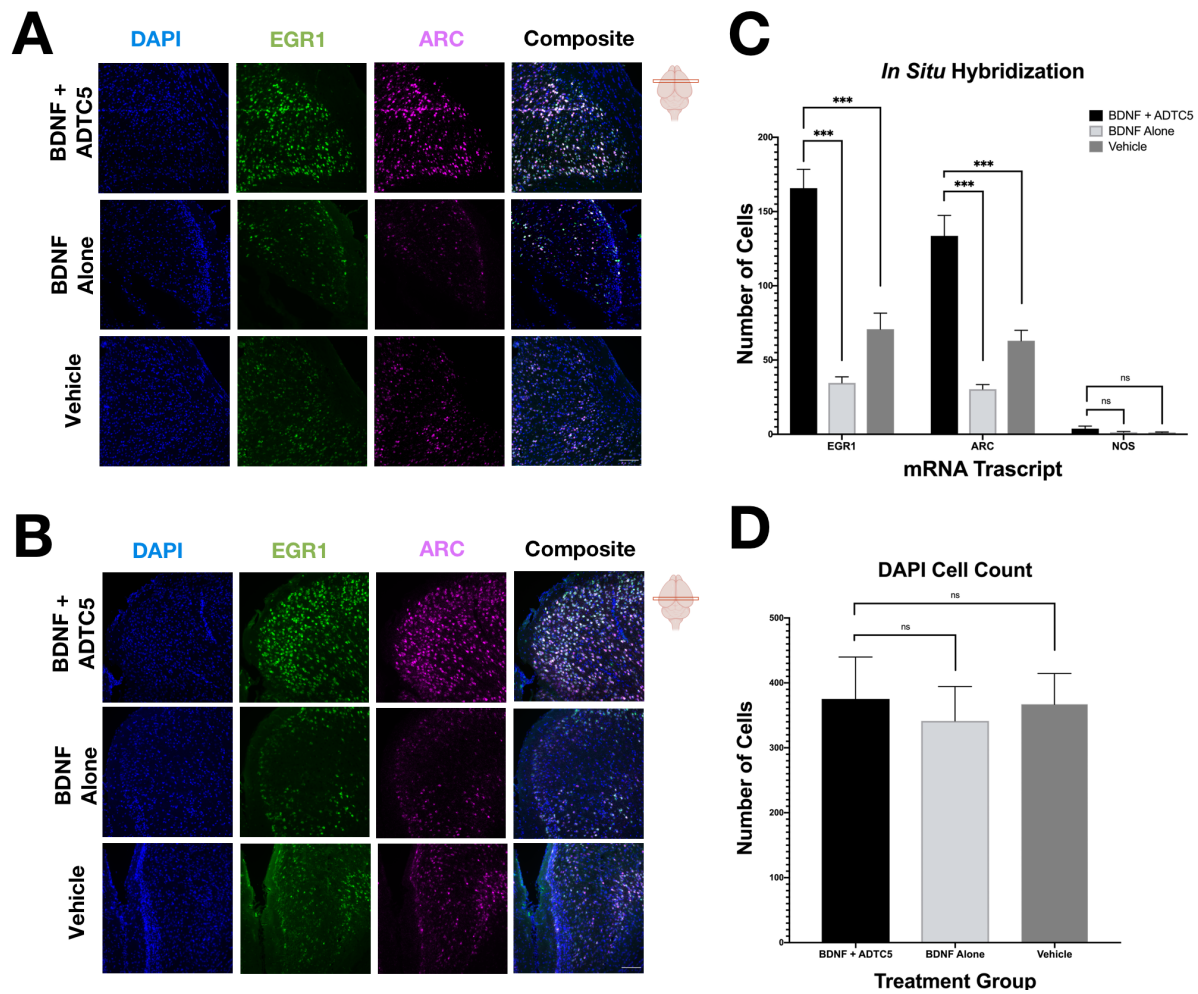 A
DAPI EGR1 ARC Composite
BDNF +
ADTC5
BDNF
Alone
Vehicle
B
DAPI EGR1 ARC Composite
BDNF +
ADTC5
BDNF
Alone
Vehicle
C
In Situ Hybridization
BDNF + ADTC5
BDNF Alone
Vehicle
*** *** *** *** ns ns
Number of Cells
200
150
100
50
0
EGR1 ARC NOS
mRNA Trascript
D
DAPI Cell Count
ns
ns
Number of Cells
500
400
300
200
100
0
BDNF + ADTC5 BDNF Alone Vehicle
Treatment Group